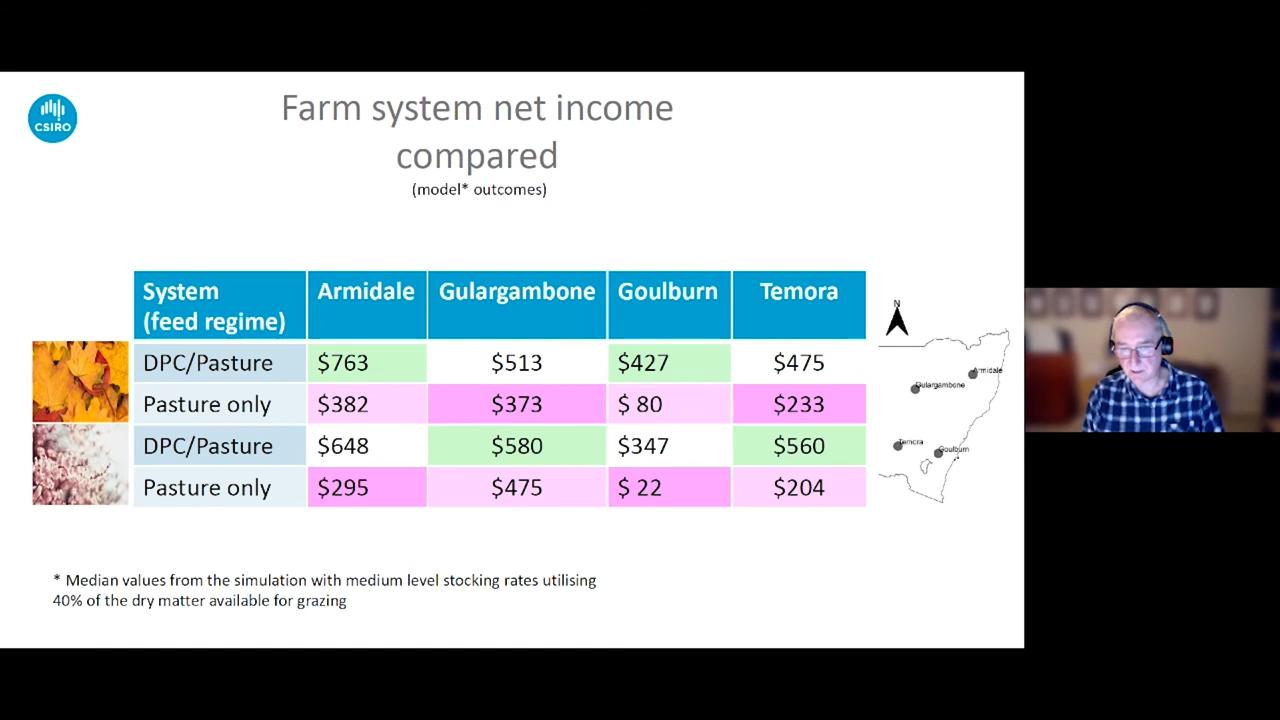 CSIRO
Farm system net income
compared
(model* outcomes)
System
(feed regime)
Armidale
Gulargambone
Goulburn
Temora
DPC/Pasture
$763
$513
$427
$475
Pasture only
$382
$373
$ 80
$233
DPC/Pasture
$648
$580
$347
$560
Pasture only
$295
$475
$ 22
$204
N
Armidale
Gulargambone
Temora
Goulburn
* Median values from the simulation with medium level stocking rates utilising
40% of the dry matter available for grazing